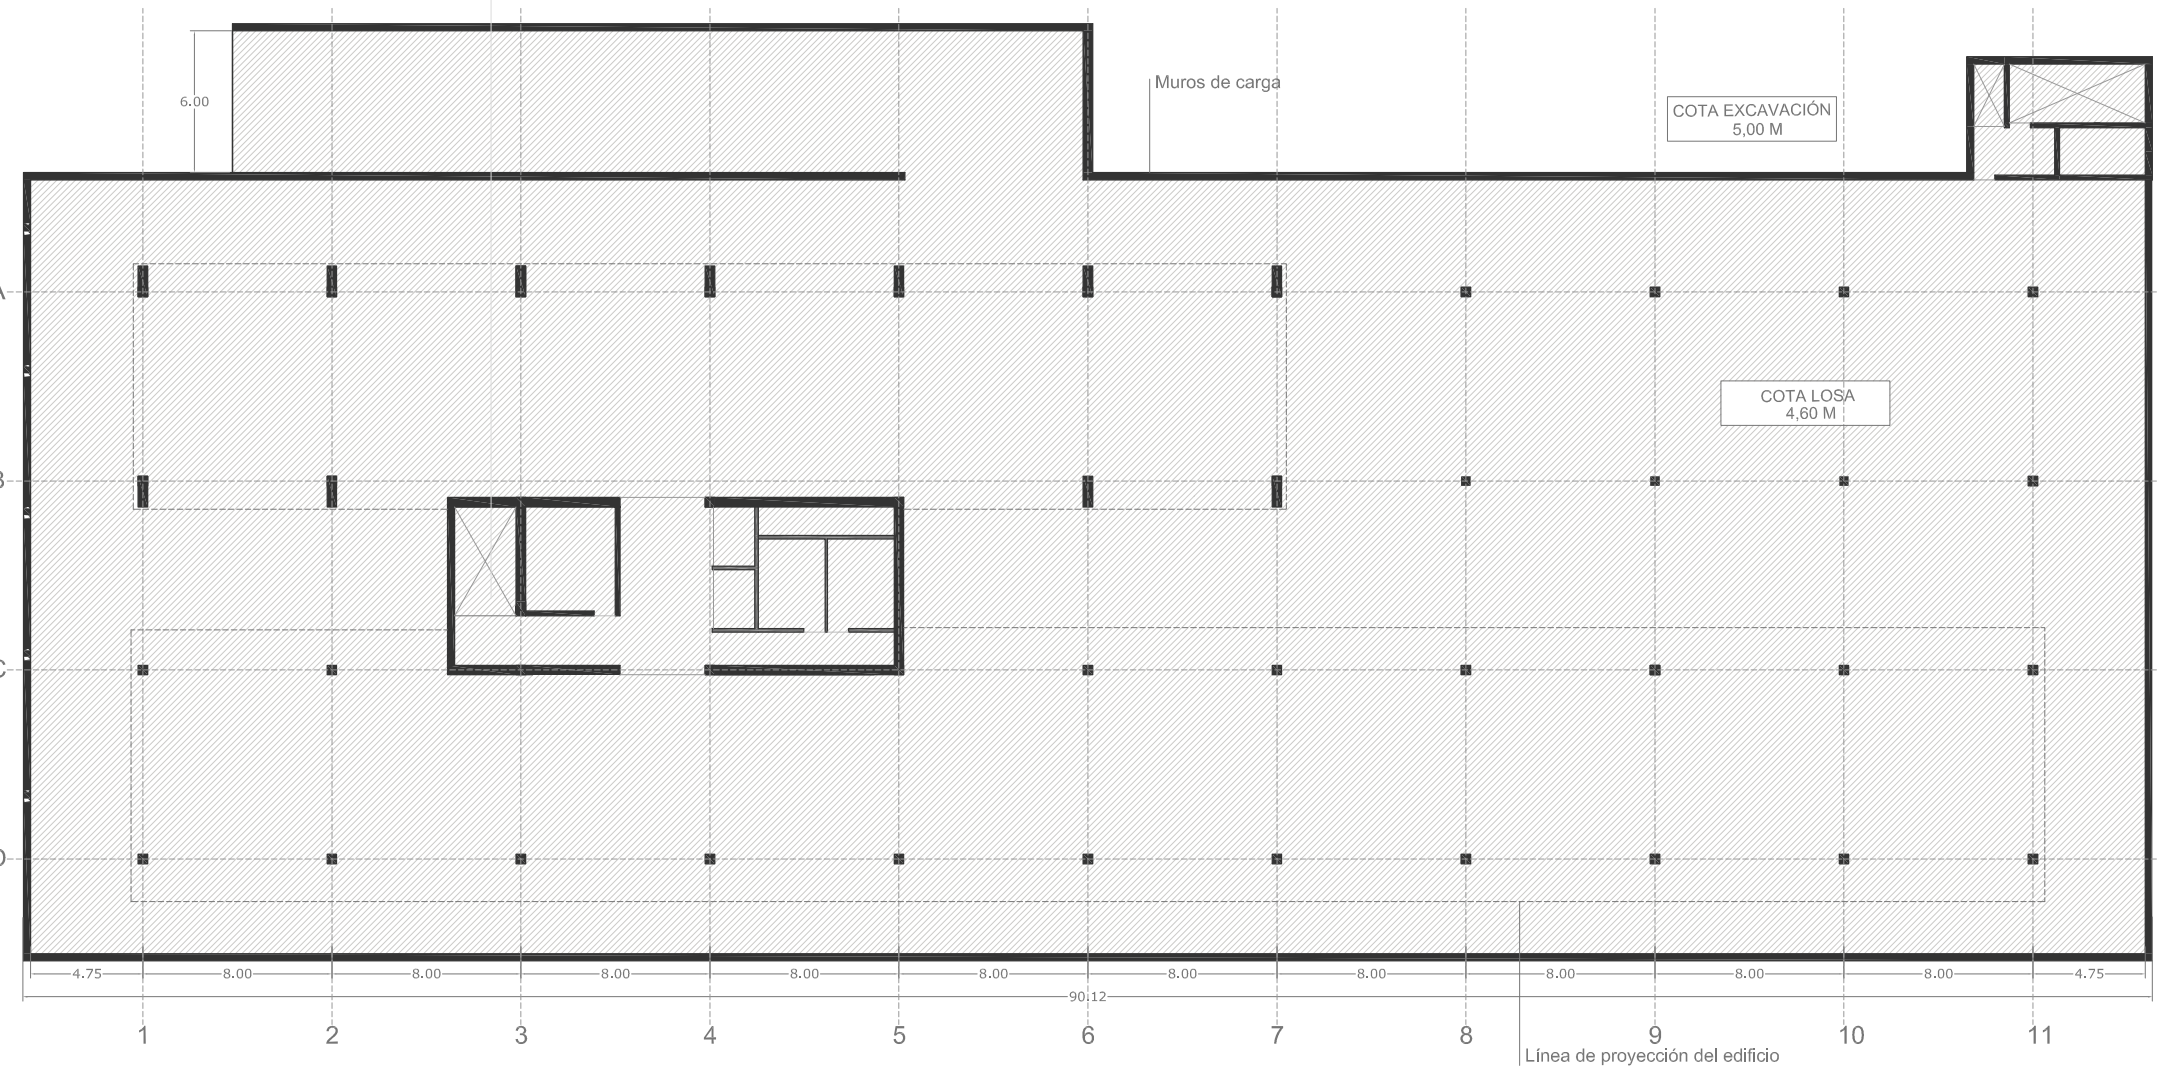 6.00
Muros de carga
COTA EXCAVACIÓN
5,00 M
A
COTA LOSA
4,60 M
B
C
D
4.75 8.00 8.00 8.00 8.00 8.00 8.00 8.00 8.00 8.00 8.00 4.75
90.12
1 2 3 4 5 6 7 8 9 10 11
Línea de proyección del edificio